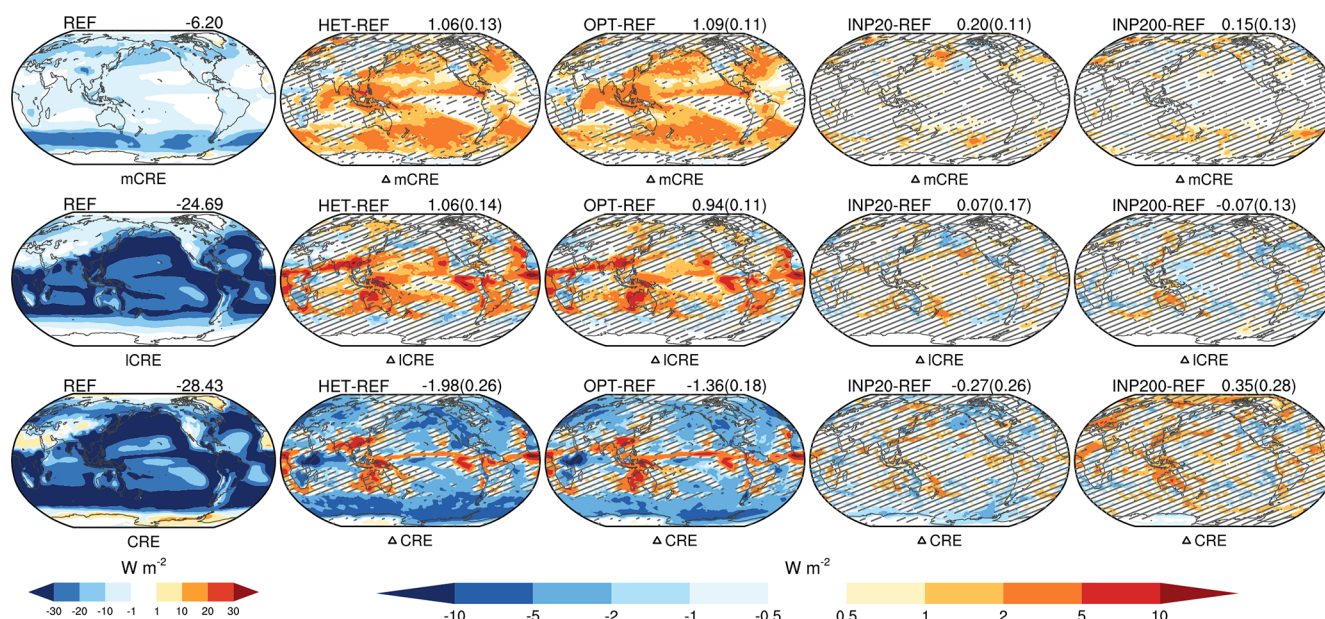 REF -6.20 HET-REF 1.06(0.13) OPT-REF 1.09(0.11) INP20-REF 0.20(0.11) INP200-REF 0.15(0.13)
mCRE Δ mCRE Δ mCRE Δ mCRE Δ mCRE
REF -24.69 HET-REF 1.06(0.14) OPT-REF 0.94(0.11) INP20-REF 0.07(0.17) INP200-REF -0.07(0.13)
lCRE Δ lCRE Δ lCRE Δ lCRE Δ lCRE
REF -28.43 HET-REF -1.98(0.26) OPT-REF -1.36(0.18) INP20-REF -0.27(0.26) INP200-REF 0.35(0.28)
CRE Δ CRE Δ CRE Δ CRE Δ CRE
W m-2 W m-2
-30 -20 -10 -1 1 10 20 30 -10 -5 -2 -1 -0.5 0.5 1 2 5 10